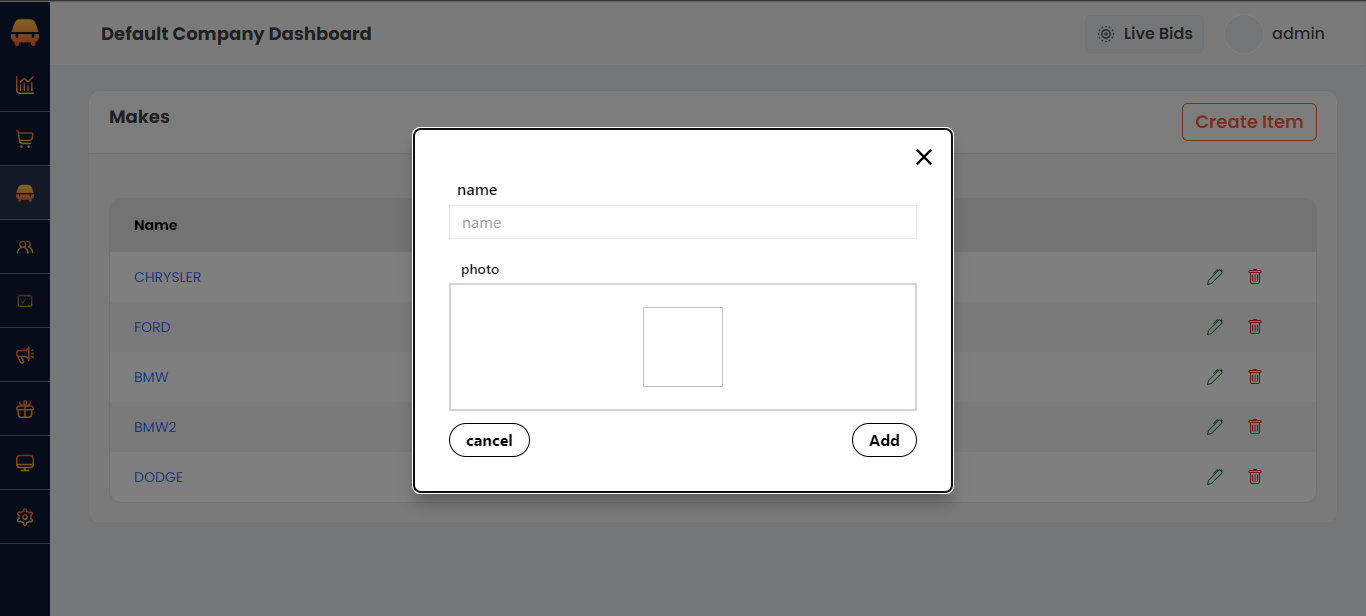 Default Company Dashboard
Live Bids
admin
Makes
Create Item
name
name
photo
cancel
Add
Name
CHRYSLER
FORD
BMW
BMW2
DODGE